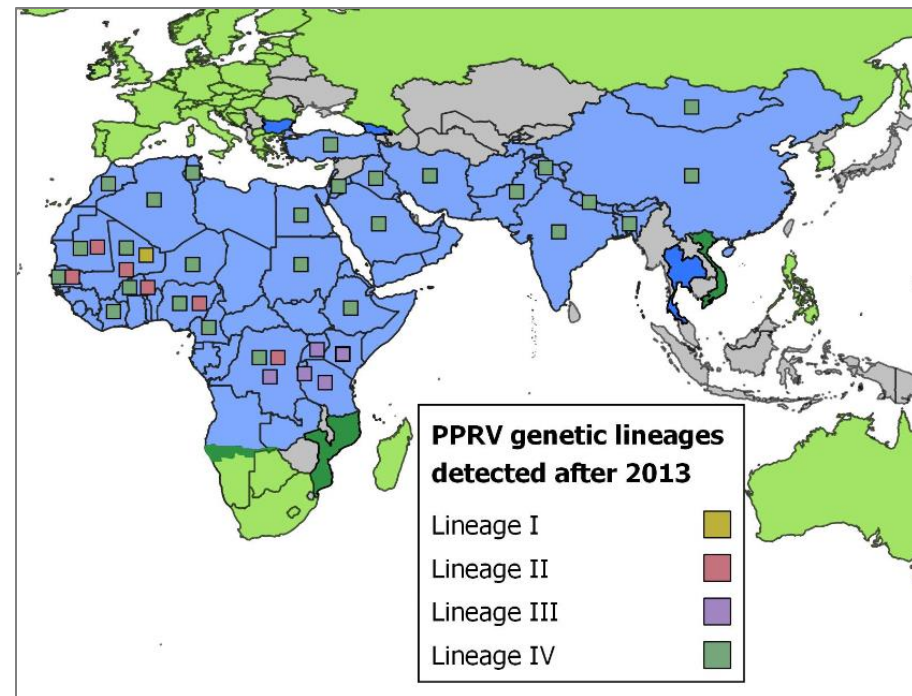 PPRV genetic lineages
detected after 2013
Lineage I
Lineage II
Lineage III
Lineage IV